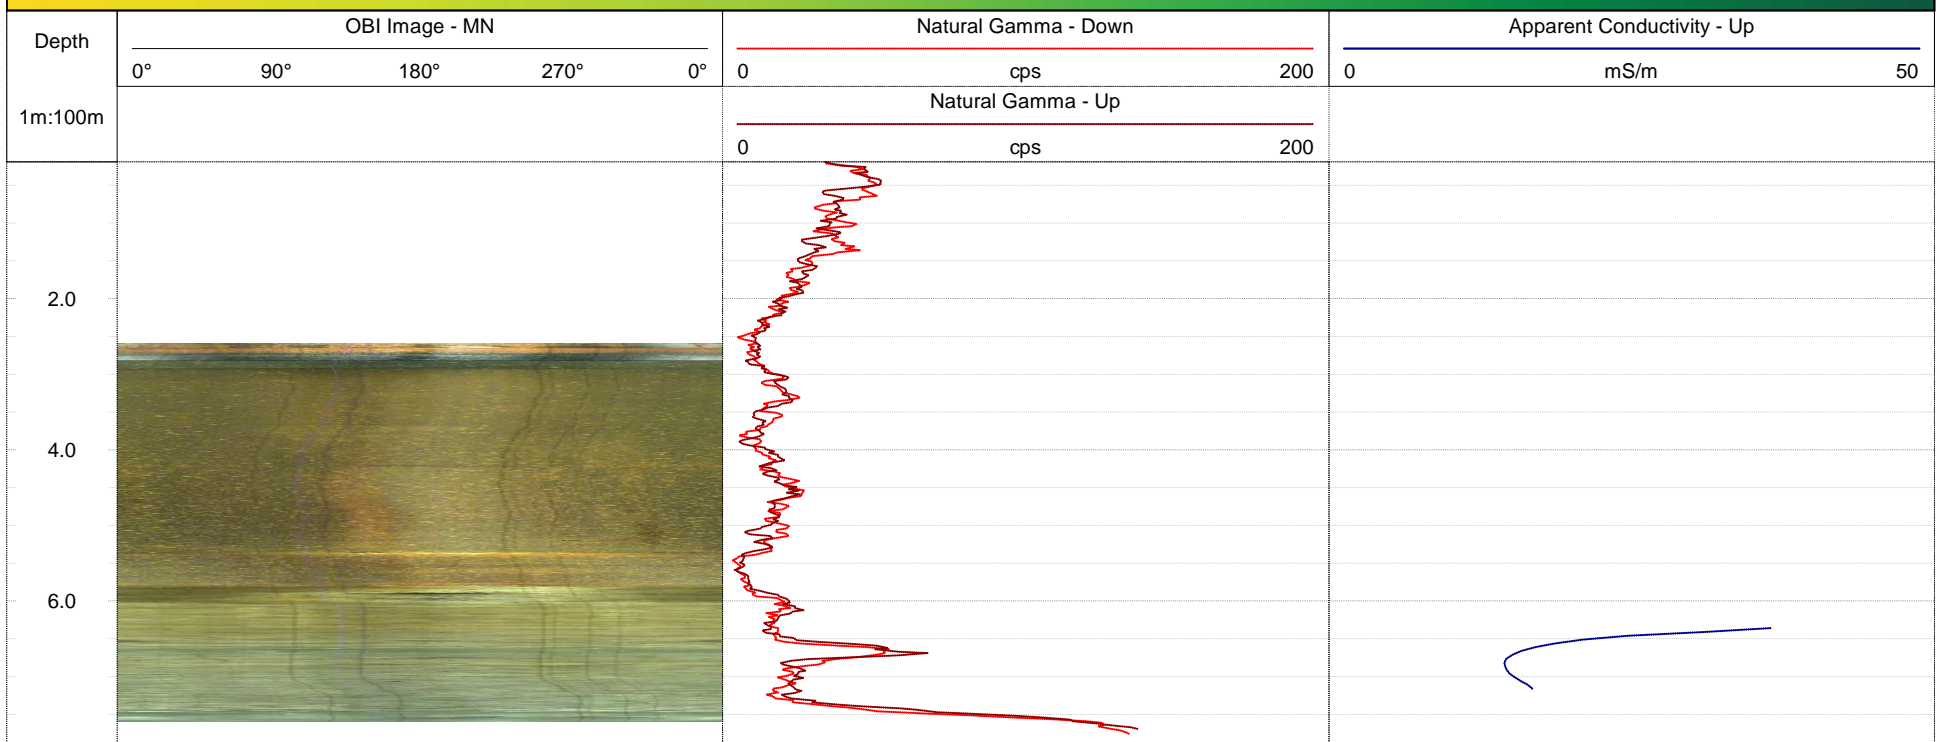 Depth
1m:100m
OBI Image - MN
0° 90° 180° 270° 0°
Natural Gamma - Down
0 cps 200
Natural Gamma - Up
0 cps 200
Apparent Conductivity - Up
0 mS/m 50
2.0
4.0
6.0